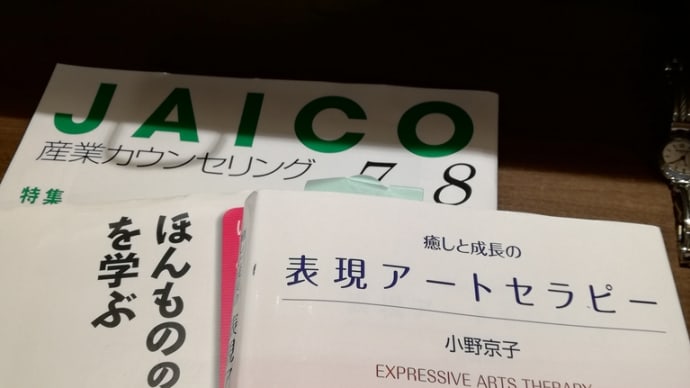 JAICO
産業カウンセリング
7 8
特集
ほんものの
を学ぶ
癒しと成長の
表現アートセラピー
小野京子
EXPRESSIVE ARTS THERAPY